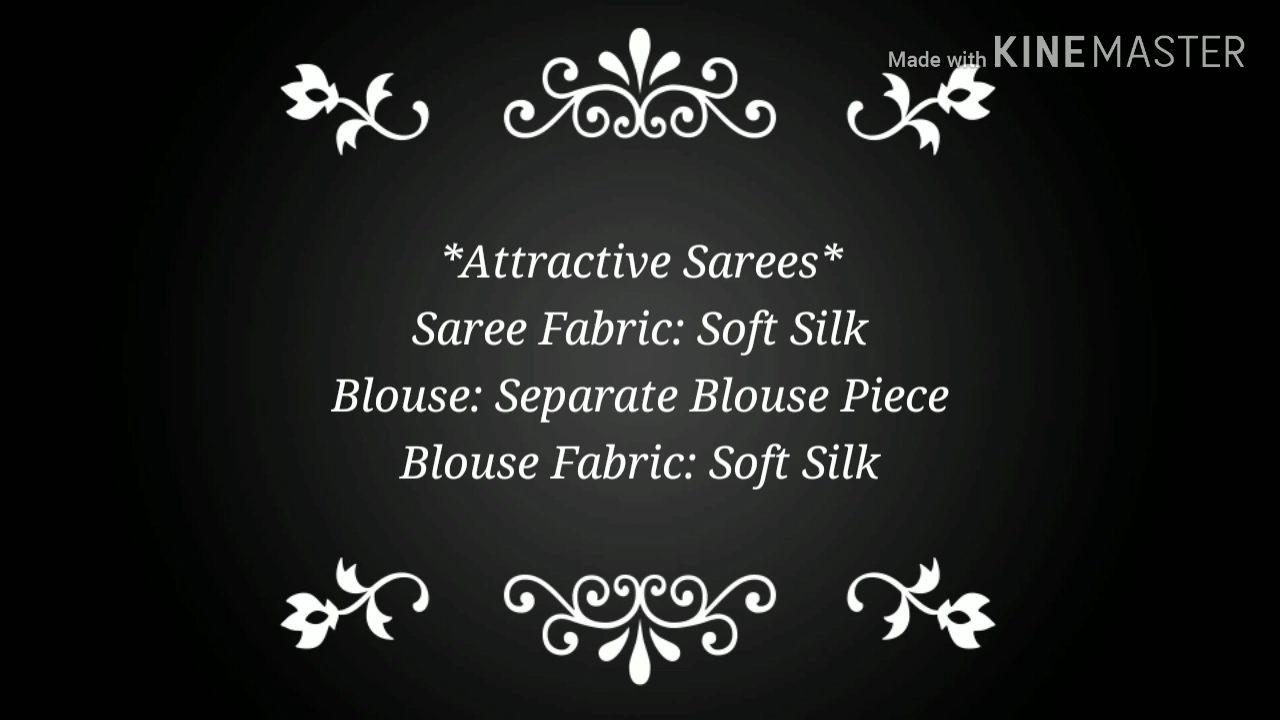 Made with KINEMASTER
*Attractive Sarees*
Saree Fabric: Soft Silk
Blouse: Separate Blouse Piece
Blouse Fabric: Soft Silk